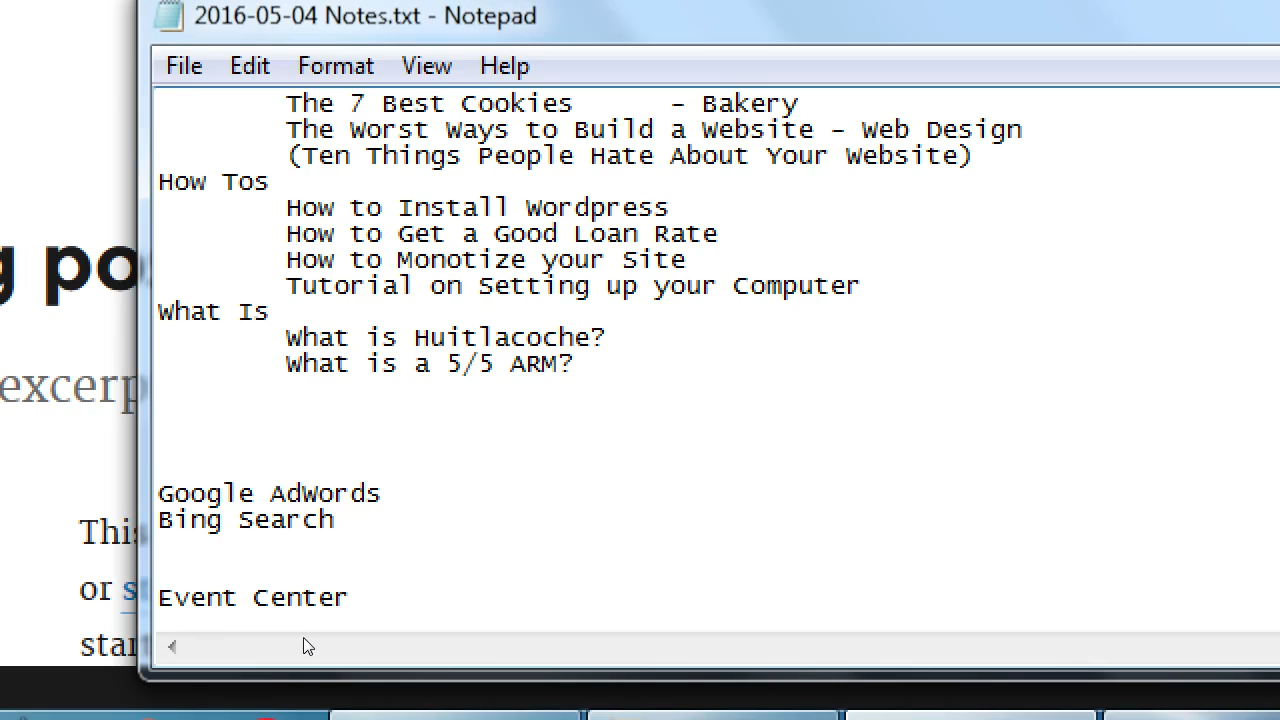 2016-05-04 Notes.txt - Notepad
File Edit Format View Help
The 7 Best Cookies - Bakery
The Worst Ways to Build a Website - Web Design
(Ten Things People Hate About Your Website)
How Tos
How to Install Wordpress
How to Get a Good Loan Rate
How to Monotize your Site
Tutorial on Setting up your Computer
What Is
What is Huitlacoche?
What is a 5/5 ARM?
Google AdWords
Bing Search
Event Center
or